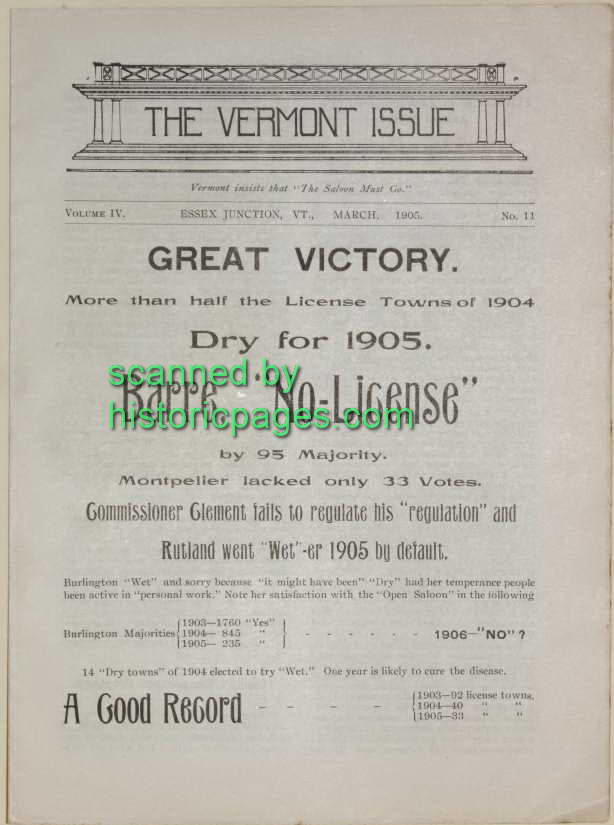 THE VERMONT ISSUE
Vermont insists that "The Saloon Must Go."
VOLUME IV. ESSEX JUNCTION, VT., MARCH, 1905. No. 11
GREAT VICTORY.
More than half the License Towns of 1904
Dry for 1905.
scanned by
Barre, "No-License"
historicpages.com
by 95 Majority.
Montpelier lacked only 33 Votes.
Commissioner Clement fails to regulate his "regulation" and
Rutland went "Wet"-er 1905 by default.
Burlington "Wet" and sorry because "it might have been" "Dry" had her temperance people
been active in "personal work." Note her satisfaction with the "Open Saloon" in the following
1903—1760 "Yes"
Burlington Majorities 1904— 845 " - - - - - - 1906—"NO"?
1905— 235 "
14 "Dry towns" of 1904 elected to try "Wet." One year is likely to cure the disease.
1903—92 license towns.
A Good Record - - - - 1904—40 " "
1905—33 " "